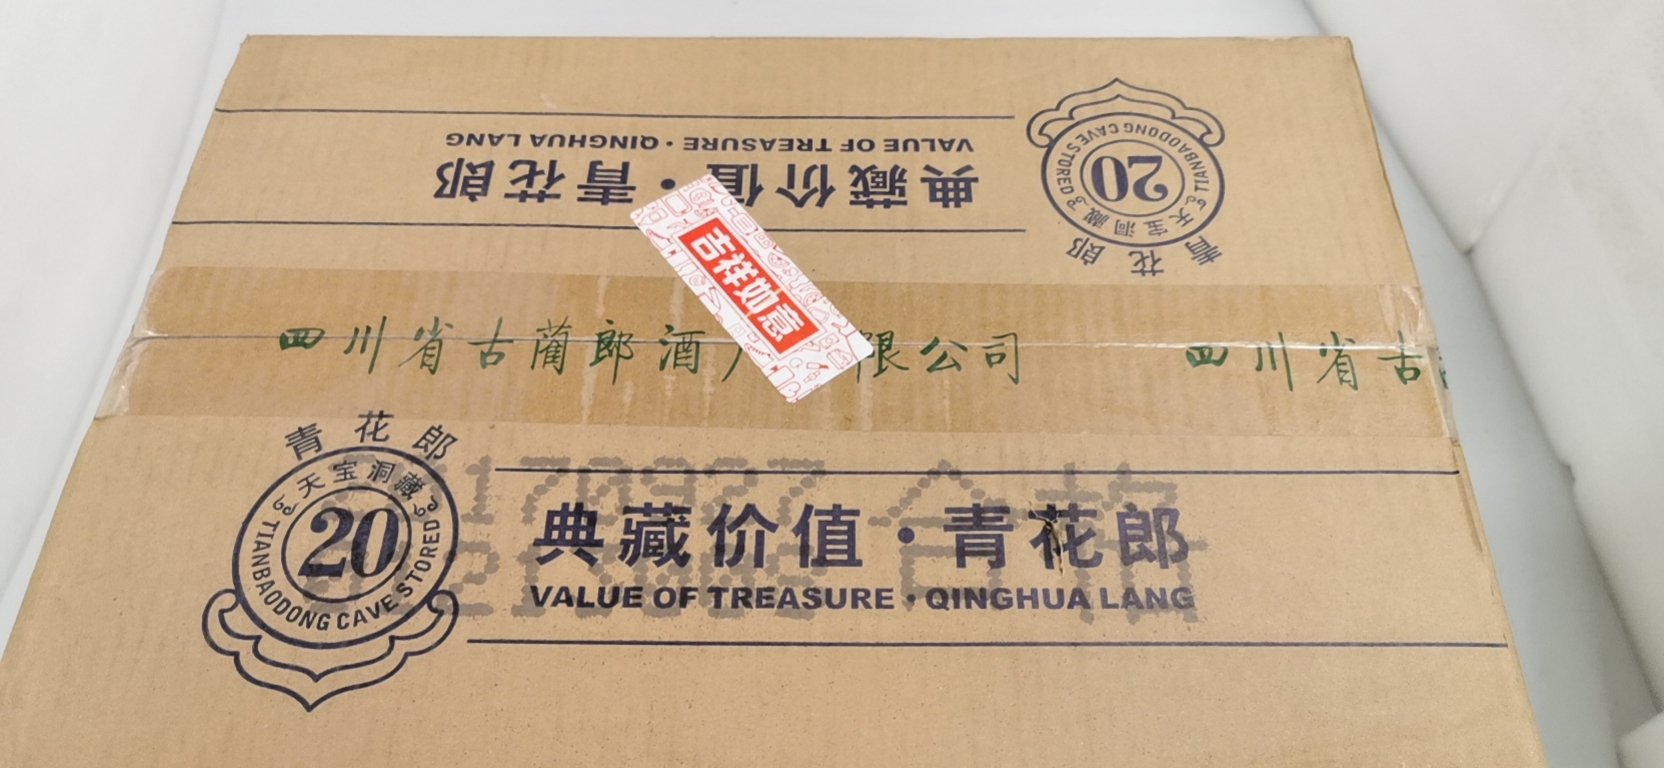 VALUE OF TREASURE · QINGHUA LANG
典藏价值·青花郎
TIANBAODONG CAVE STORED
20
天宝洞藏
青花郎
吉祥如意
四川省古蔺郎酒厂限公司 四川省古
青花郎
天宝洞藏
20
TIANBAODONG CAVE STORED
合格
典藏价值·青花郎
VALUE OF TREASURE · QINGHUA LANG